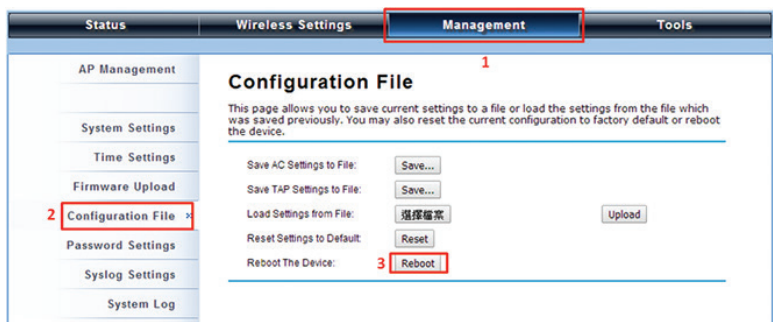 Status Wireless Settings Management Tools
1
AP Management
System Settings
Time Settings
Firmware Upload
2 Configuration File »
Password Settings
Syslog Settings
System Log
Configuration File
This page allows you to save current settings to a file or load the settings from the file which
was saved previously. You may also reset the current configuration to factory default or reboot
the device.
Save AC Settings to File: Save...
Save TAP Settings to File: Save...
Load Settings from File: 選擇檔案 Upload
Reset Settings to Default: Reset
Reboot The Device: 3 Reboot